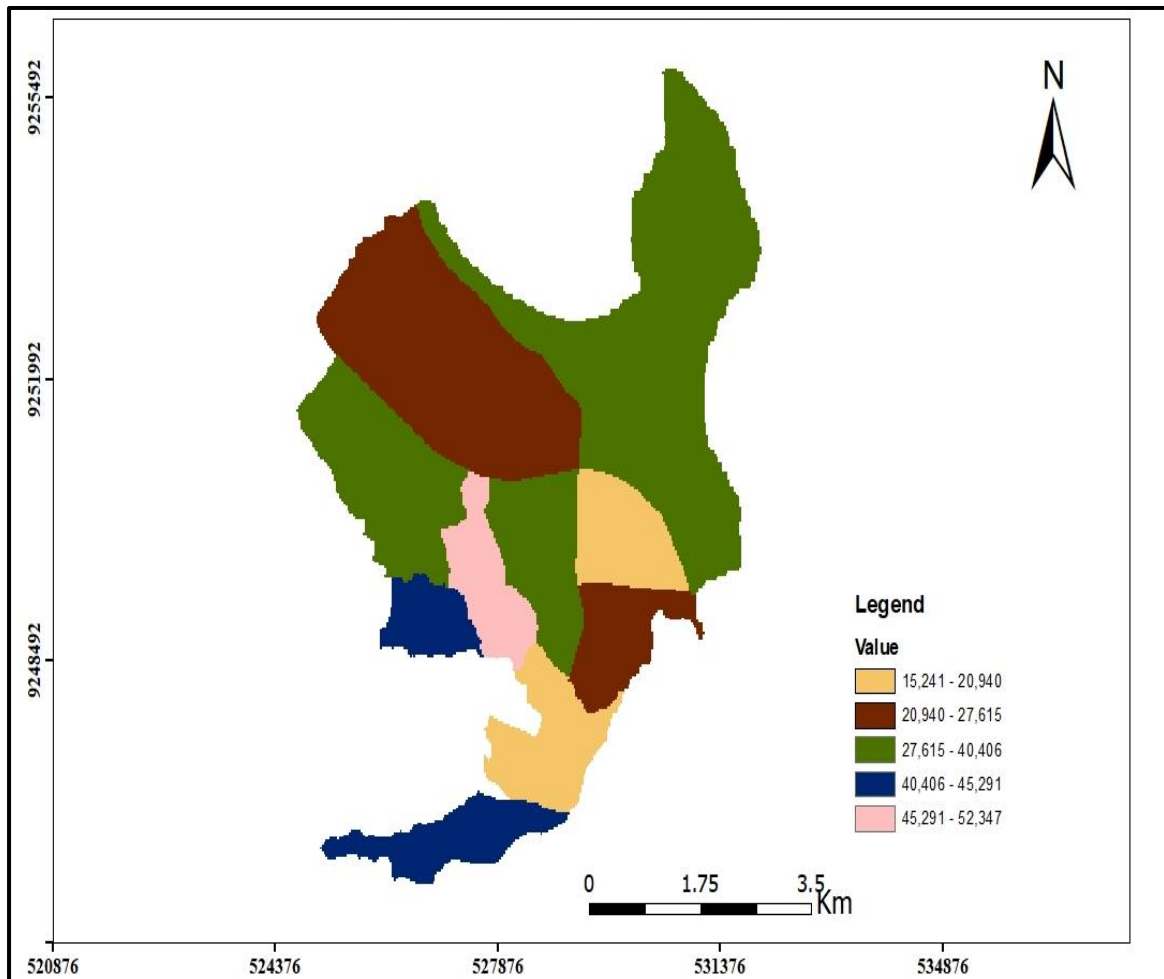 N
9255492
9251992
9248492
Legend
Value
15,241 - 20,940
20,940 - 27,615
27,615 - 40,406
40,406 - 45,291
45,291 - 52,347
0 1.75 3.5
Km
520876 524376 527876 531376 534876